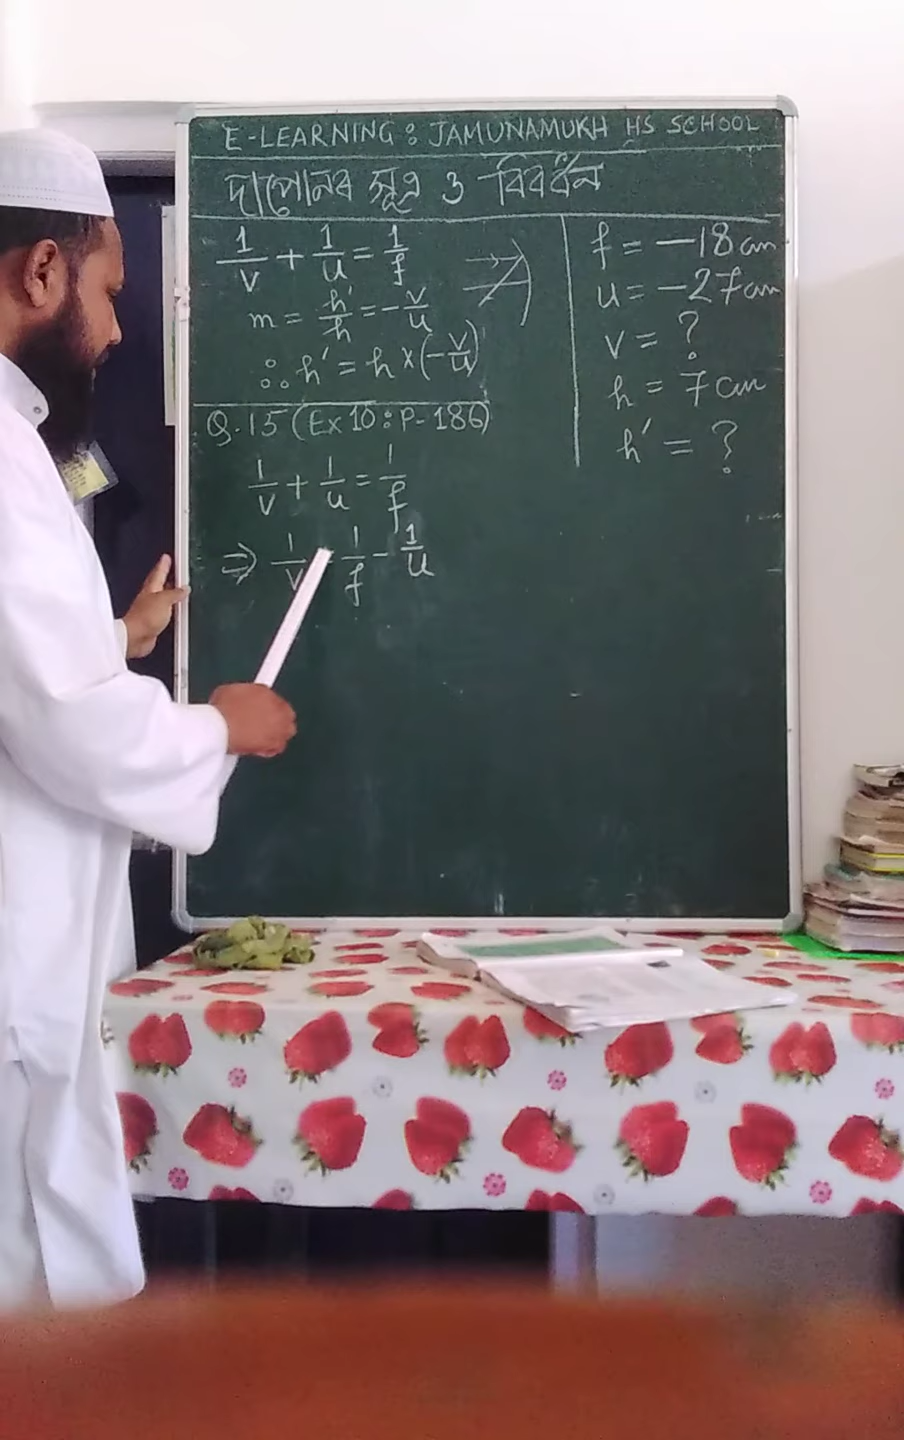 E-LEARNING : JAMUNAMUKH HS SCHOOL
দাপোনৰ সূত্ৰ ও বিবৰ্ধন
1/v + 1/u = 1/f
m = h'/h = -v/u
∴ h' = h × (-v/u)
Q.15 (Ex 10 : P- 186)
1/v + 1/u = 1/f
⇒ 1/v = 1/f - 1/u
f = -18 cm
u = -27 cm
v = ?
h = 7 cm
h' = ?